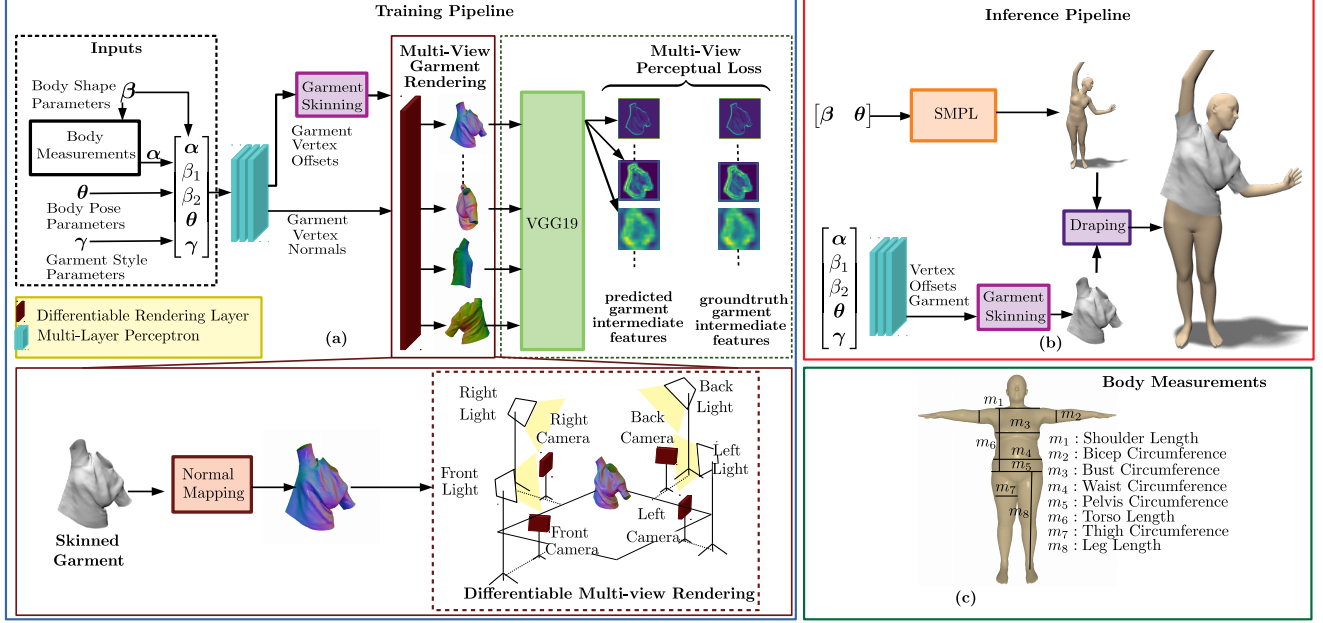 Training Pipeline
Inputs
Body Shape
Parameters
β
Body
Measurements
α
θ
Body Pose
Parameters
γ
Garment Style
Parameters
α
β1
β2
θ
γ
Garment
Skinning
Garment
Vertex
Offsets
Garment
Vertex
Normals
Multi-View
Garment
Rendering
VGG19
Multi-View
Perceptual Loss
predicted
garment
intermediate
features
groundtruth
garment
intermediate
features
Differentiable Rendering Layer
Multi-Layer Perceptron
(a)
Skinned
Garment
Normal
Mapping
Right
Light
Right
Camera
Back
Camera
Back
Light
Left
Light
Front
Light
Front
Camera
Left
Camera
Differentiable Multi-view Rendering
Inference Pipeline
[β θ]
SMPL
Draping
α
β1
β2
θ
γ
Vertex
Offsets
Garment
Garment
Skinning
(b)
Body Measurements
m1
m2
m3
m6
m4
m5
m7
m8
m1 : Shoulder Length
m2 : Bicep Circumference
m3 : Bust Circumference
m4 : Waist Circumference
m5 : Pelvis Circumference
m6 : Torso Length
m7 : Thigh Circumference
m8 : Leg Length
(c)